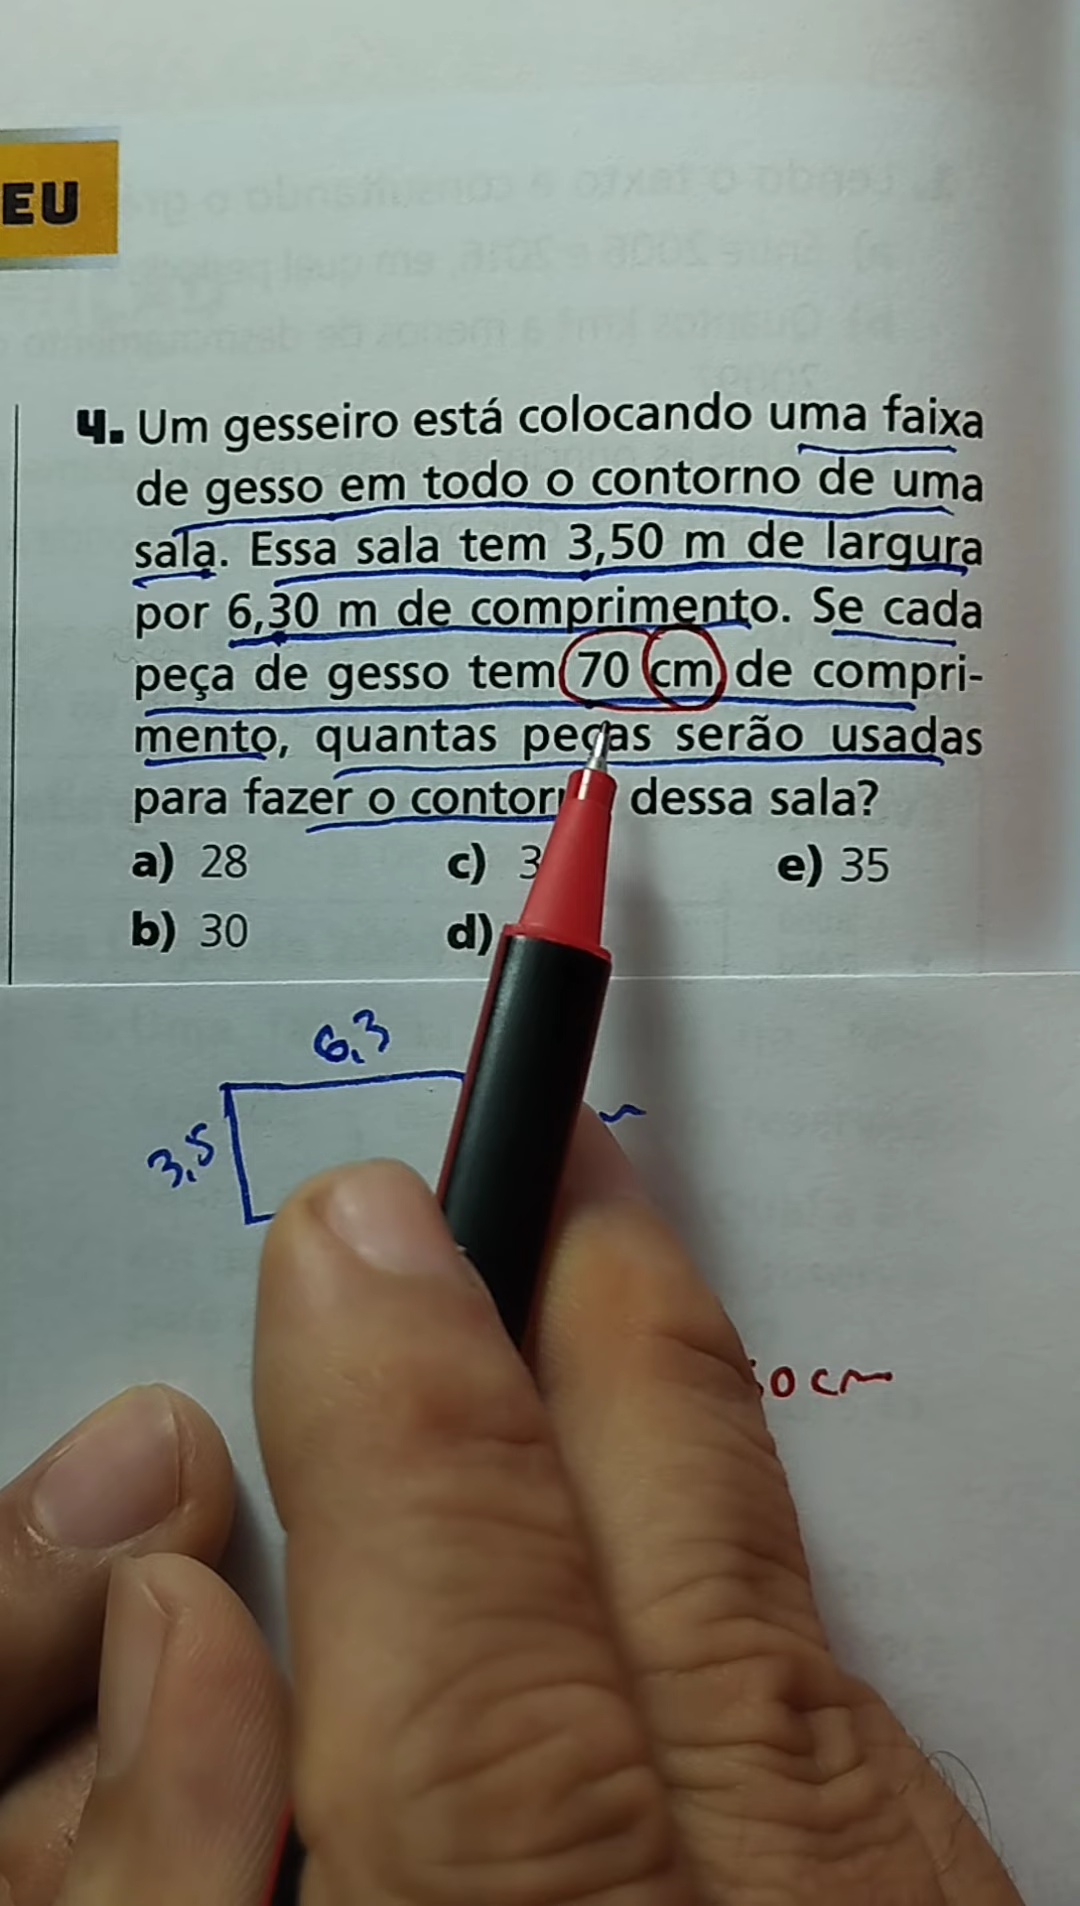 EU
4. Um gesseiro está colocando uma faixa
de gesso em todo o contorno de uma
sala. Essa sala tem 3,50 m de largura
por 6,30 m de comprimento. Se cada
peça de gesso tem 70 cm de compri-
mento, quantas peças serão usadas
para fazer o contor dessa sala?
a) 28 c) 3 e) 35
b) 30 d)
6,3
3,5
0 cm